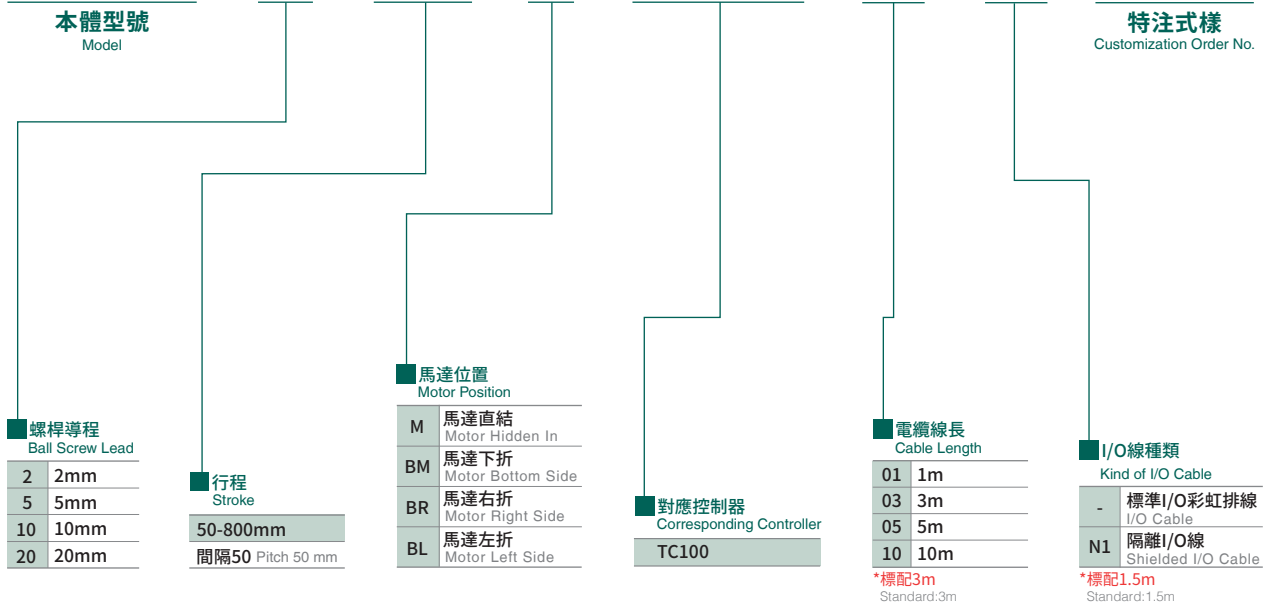 本體型號
Model
特注式樣
Customization Order No.
馬達位置
Motor Position
M 馬達直結
Motor Hidden In
BM 馬達下折
Motor Bottom Side
BR 馬達右折
Motor Right Side
BL 馬達左折
Motor Left Side
螺桿導程
Ball Screw Lead
2 2mm
5 5mm
10 10mm
20 20mm
行程
Stroke
50-800mm
間隔50 Pitch 50 mm
對應控制器
Corresponding Controller
TC100
電纜線長
Cable Length
01 1m
03 3m
05 5m
10 10m
*標配3m
Standard:3m
I/O線種類
Kind of I/O Cable
- 標準I/O彩虹排線
I/O Cable
N1 隔離I/O線
Shielded I/O Cable
*標配1.5m
Standard:1.5m